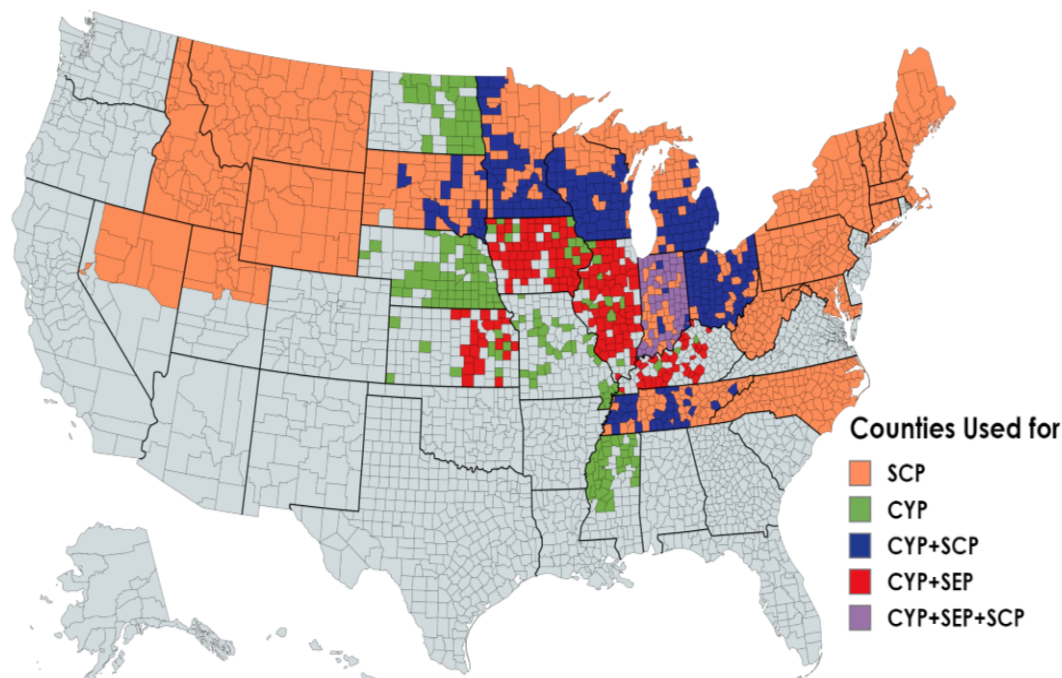 Counties Used for
SCP
CYP
CYP+SCP
CYP+SEP
CYP+SEP+SCP